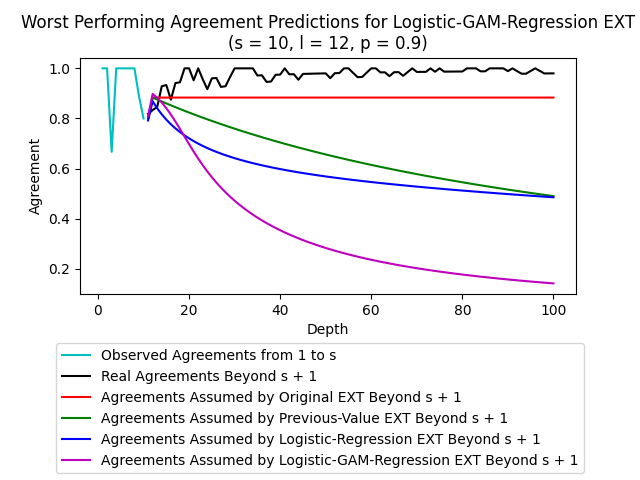 Worst Performing Agreement Predictions for Logistic-GAM-Regression EXT
(s = 10, l = 12, p = 0.9)
1.0
0.8
0.6
0.4
0.2
Agreement
0 20 40 60 80 100
Depth
Observed Agreements from 1 to s
Real Agreements Beyond s + 1
Agreements Assumed by Original EXT Beyond s + 1
Agreements Assumed by Previous-Value EXT Beyond s + 1
Agreements Assumed by Logistic-Regression EXT Beyond s + 1
Agreements Assumed by Logistic-GAM-Regression EXT Beyond s + 1